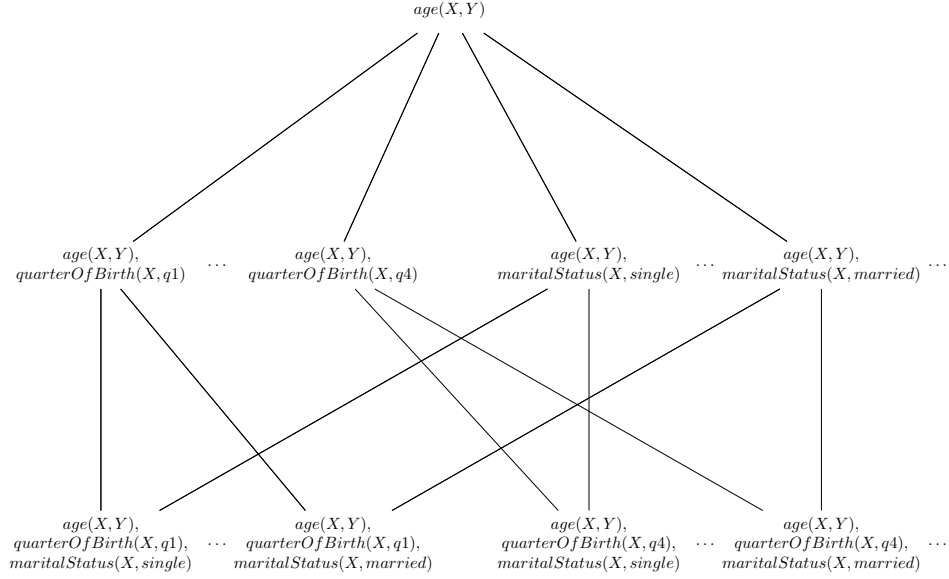 age(X, Y)
age(X, Y),
quarterOfBirth(X, q1)
...
age(X, Y),
quarterOfBirth(X, q4)
age(X, Y),
maritalStatus(X, single)
...
age(X, Y),
maritalStatus(X, married)
...
age(X, Y),
quarterOfBirth(X, q1),
maritalStatus(X, single)
...
age(X, Y),
quarterOfBirth(X, q1),
maritalStatus(X, married)
age(X, Y),
quarterOfBirth(X, q4),
maritalStatus(X, single)
...
age(X, Y),
quarterOfBirth(X, q4),
maritalStatus(X, married)
...